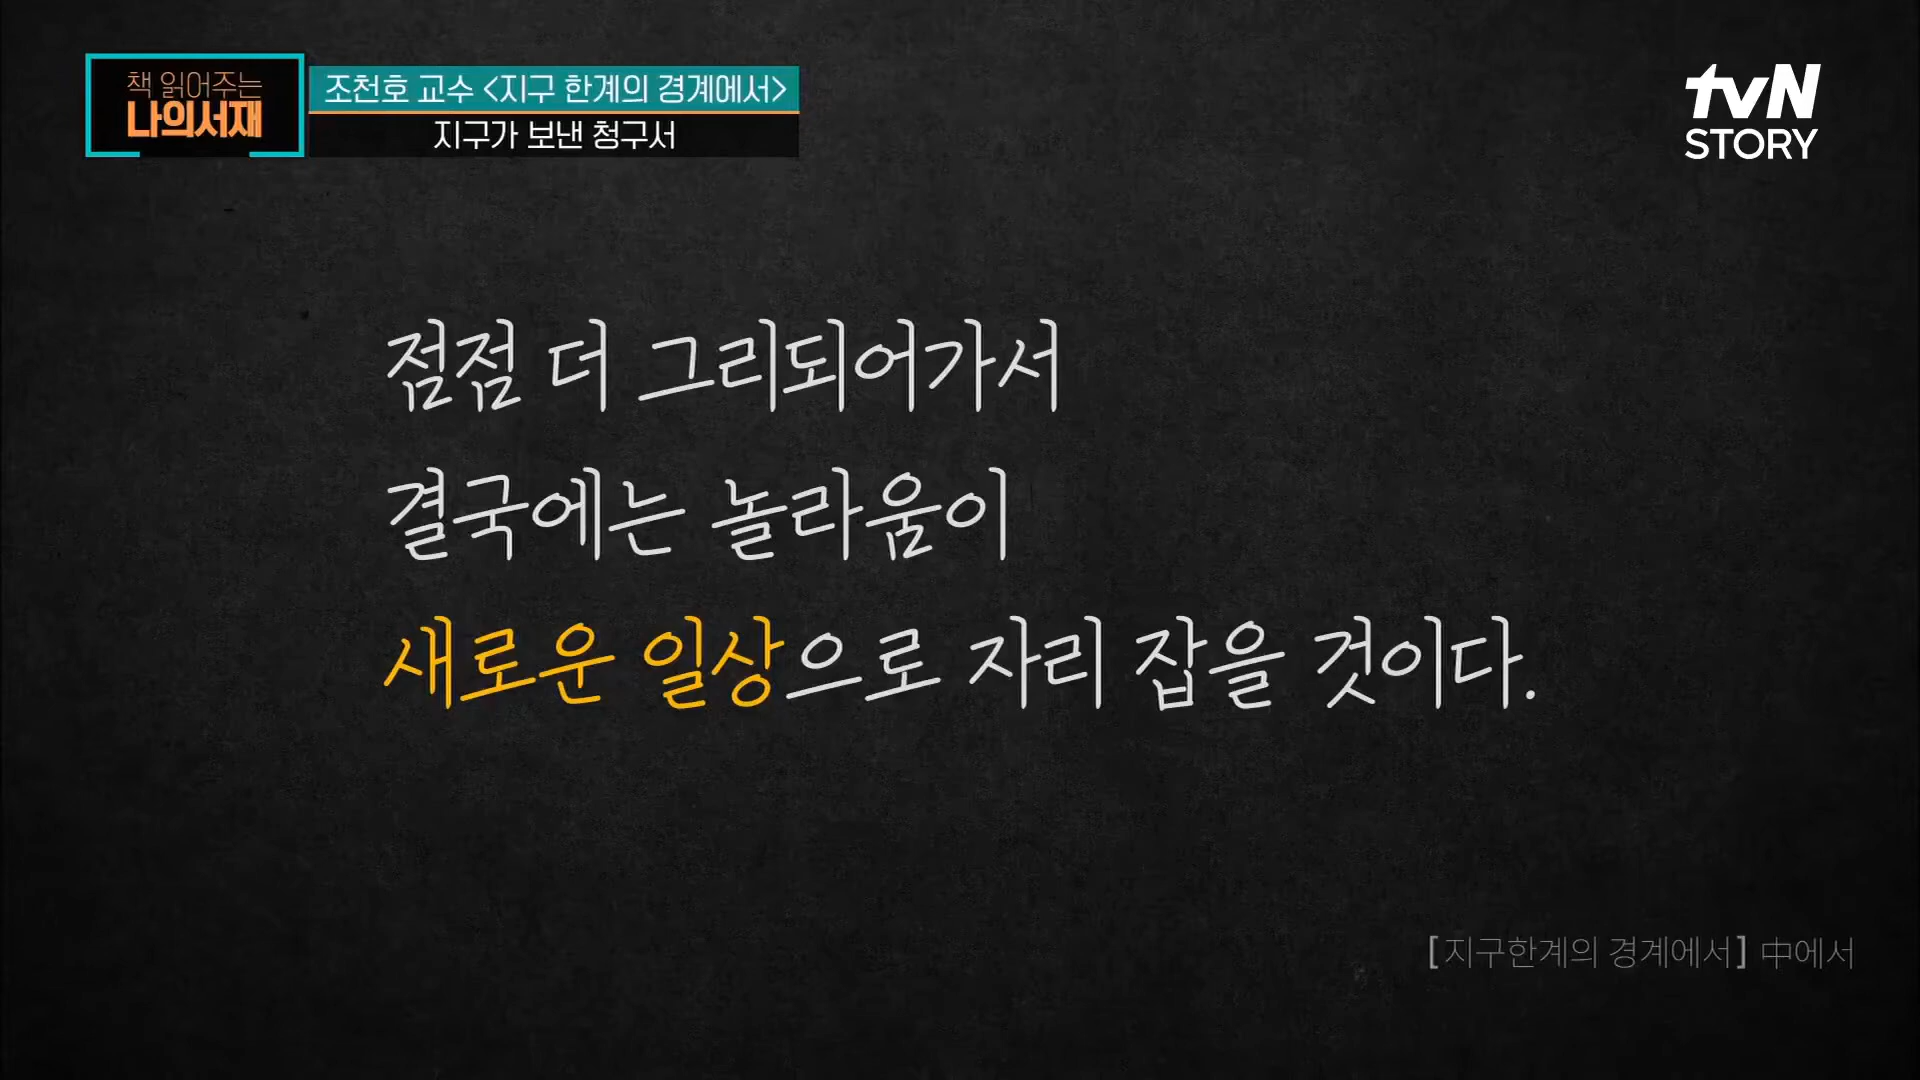 책 읽어주는
나의서재
조천호 교수 <지구 한계의 경계에서>
지구가 보낸 청구서
tvN
STORY
점점 더 그리되어가서
결국에는 놀라움이
새로운 일상으로 자리 잡을 것이다.
[지구한계의 경계에서] 中에서